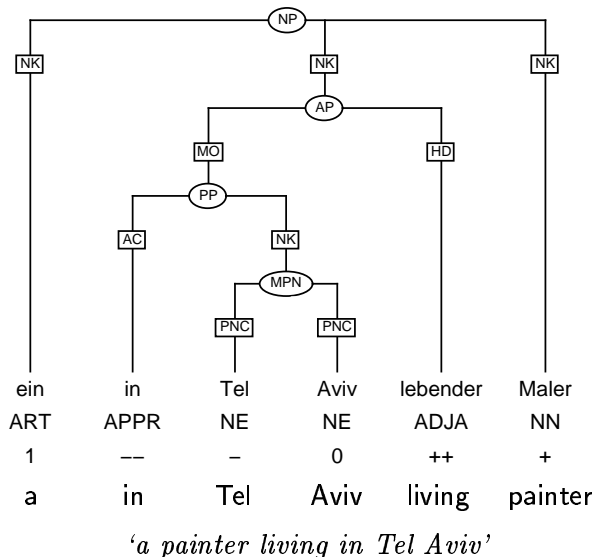 NP
NK NK NK
AP
MO HD
PP
AC NK
MPN
PNC PNC
ein in Tel Aviv lebender Maler
ART APPR NE NE ADJA NN
1 −− − 0 ++ +
a in Tel Aviv living painter
‘a painter living in Tel Aviv’